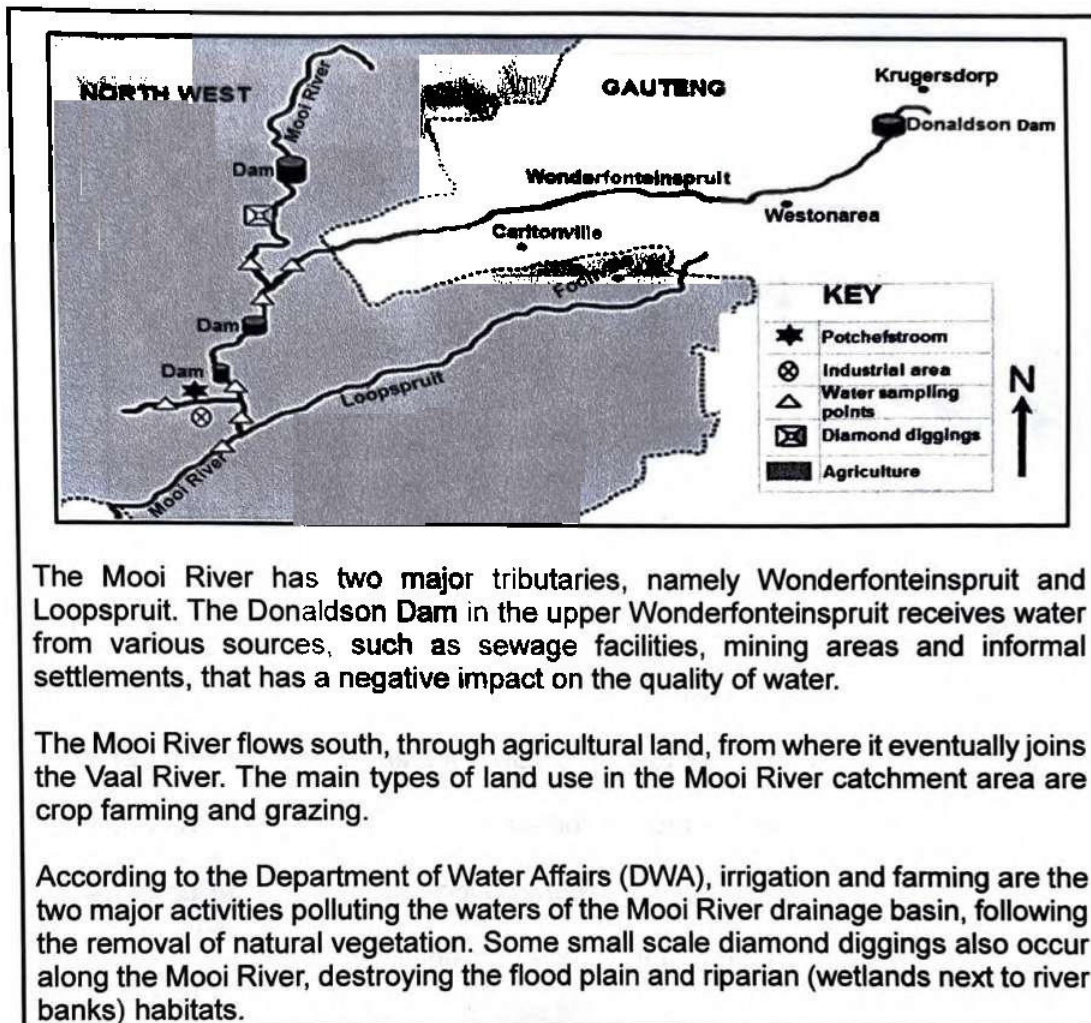 NORTH WEST
Mooi River
GAUTENG
Krugersdorp
Donaldson Dam
Dam
Wonderfonteinspruit
Westonarea
Carltonville
KEY
Potchefstroom
Industrial area
Water sampling
points
Diamond diggings
Agriculture
N
Dam
Dam
Loopspruit
Mooi River
The Mooi River has two major tributaries, namely Wonderfonteinspruit and
Loopspruit. The Donaldson Dam in the upper Wonderfonteinspruit receives water
from various sources, such as sewage facilities, mining areas and informal
settlements, that has a negative impact on the quality of water.
The Mooi River flows south, through agricultural land, from where it eventually joins
the Vaal River. The main types of land use in the Mooi River catchment area are
crop farming and grazing.
According to the Department of Water Affairs (DWA), irrigation and farming are the
two major activities polluting the waters of the Mooi River drainage basin, following
the removal of natural vegetation. Some small scale diamond diggings also occur
along the Mooi River, destroying the flood plain and riparian (wetlands next to river
banks) habitats.